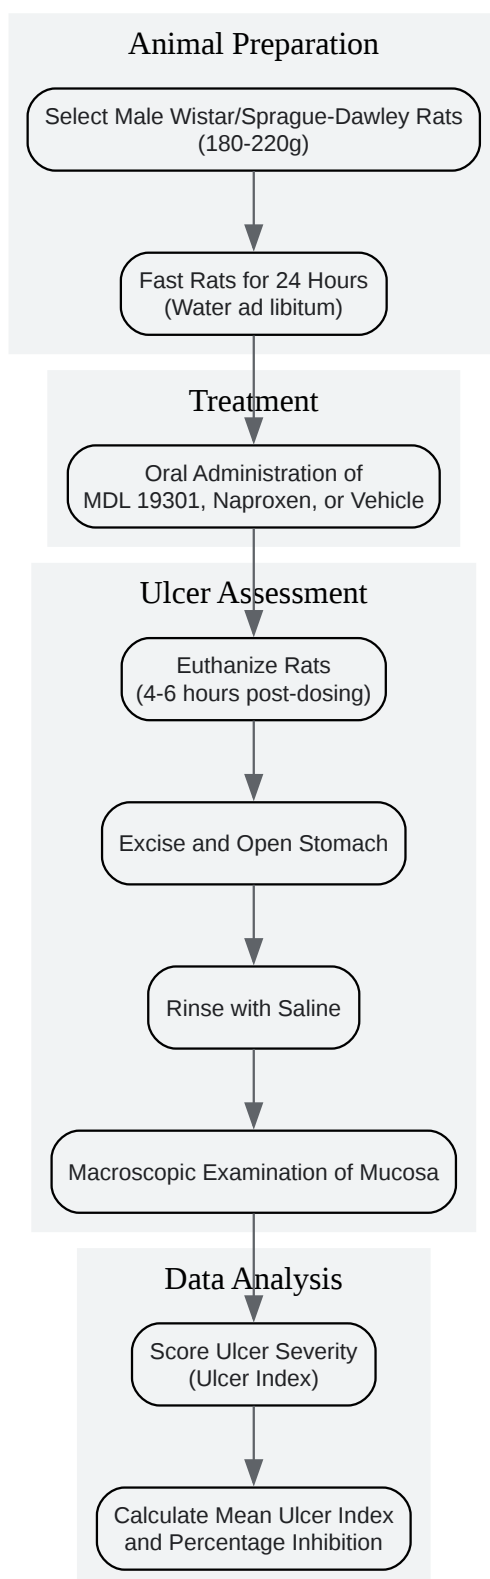 Animal Preparation
Select Male Wistar/Sprague-Dawley Rats
(180-220g)
Fast Rats for 24 Hours
(Water ad libitum)
Treatment
Oral Administration of
MDL 19301, Naproxen, or Vehicle
Ulcer Assessment
Euthanize Rats
(4-6 hours post-dosing)
Excise and Open Stomach
Rinse with Saline
Macroscopic Examination of Mucosa
Data Analysis
Score Ulcer Severity
(Ulcer Index)
Calculate Mean Ulcer Index
and Percentage Inhibition